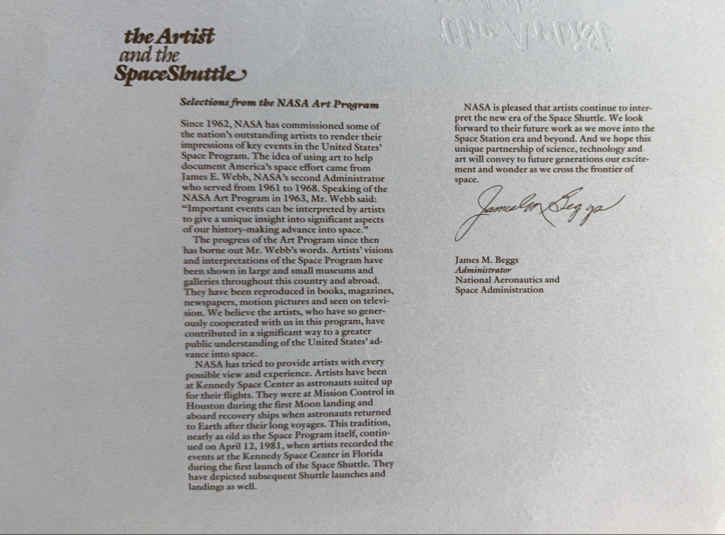 the Artist
the Artist
and the
SpaceShuttle
Selections from the NASA Art Program
Since 1962, NASA has commissioned some of
the nation's outstanding artists to render their
impressions of key events in the United States'
Space Program. The idea of using art to help
document America's space effort came from
James E. Webb, NASA's second Administrator
who served from 1961 to 1968. Speaking of the
NASA Art Program in 1963, Mr. Webb said:
"Important events can be interpreted by artists
to give a unique insight into significant aspects
of our history-making advance into space."
The progress of the Art Program since then
has borne out Mr. Webb's words. Artists' visions
and interpretations of the Space Program have
been shown in large and small museums and
galleries throughout this country and abroad.
They have been reproduced in books, magazines,
newspapers, motion pictures and seen on televi-
sion. We believe the artists, who have so gener-
ously cooperated with us in this program, have
contributed in a significant way to a greater
public understanding of the United States' ad-
vance into space.
NASA has tried to provide artists with every
possible view and experience. Artists have been
at Kennedy Space Center as astronauts suited up
for their flights. They were at Mission Control in
Houston during the first Moon landing and
aboard recovery ships when astronauts returned
to Earth after their long voyages. This tradition,
nearly as old as the Space Program itself, contin-
ued on April 12, 1981, when artists recorded the
events at the Kennedy Space Center in Florida
during the first launch of the Space Shuttle. They
have depicted subsequent Shuttle launches and
landings as well.
NASA is pleased that artists continue to inter-
pret the new era of the Space Shuttle. We look
forward to their future work as we move into the
Space Station era and beyond. And we hope this
unique partnership of science, technology and
art will convey to future generations our excite-
ment and wonder as we cross the frontier of
space.
James M. Beggs
James M. Beggs
Administrator
National Aeronautics and
Space Administration